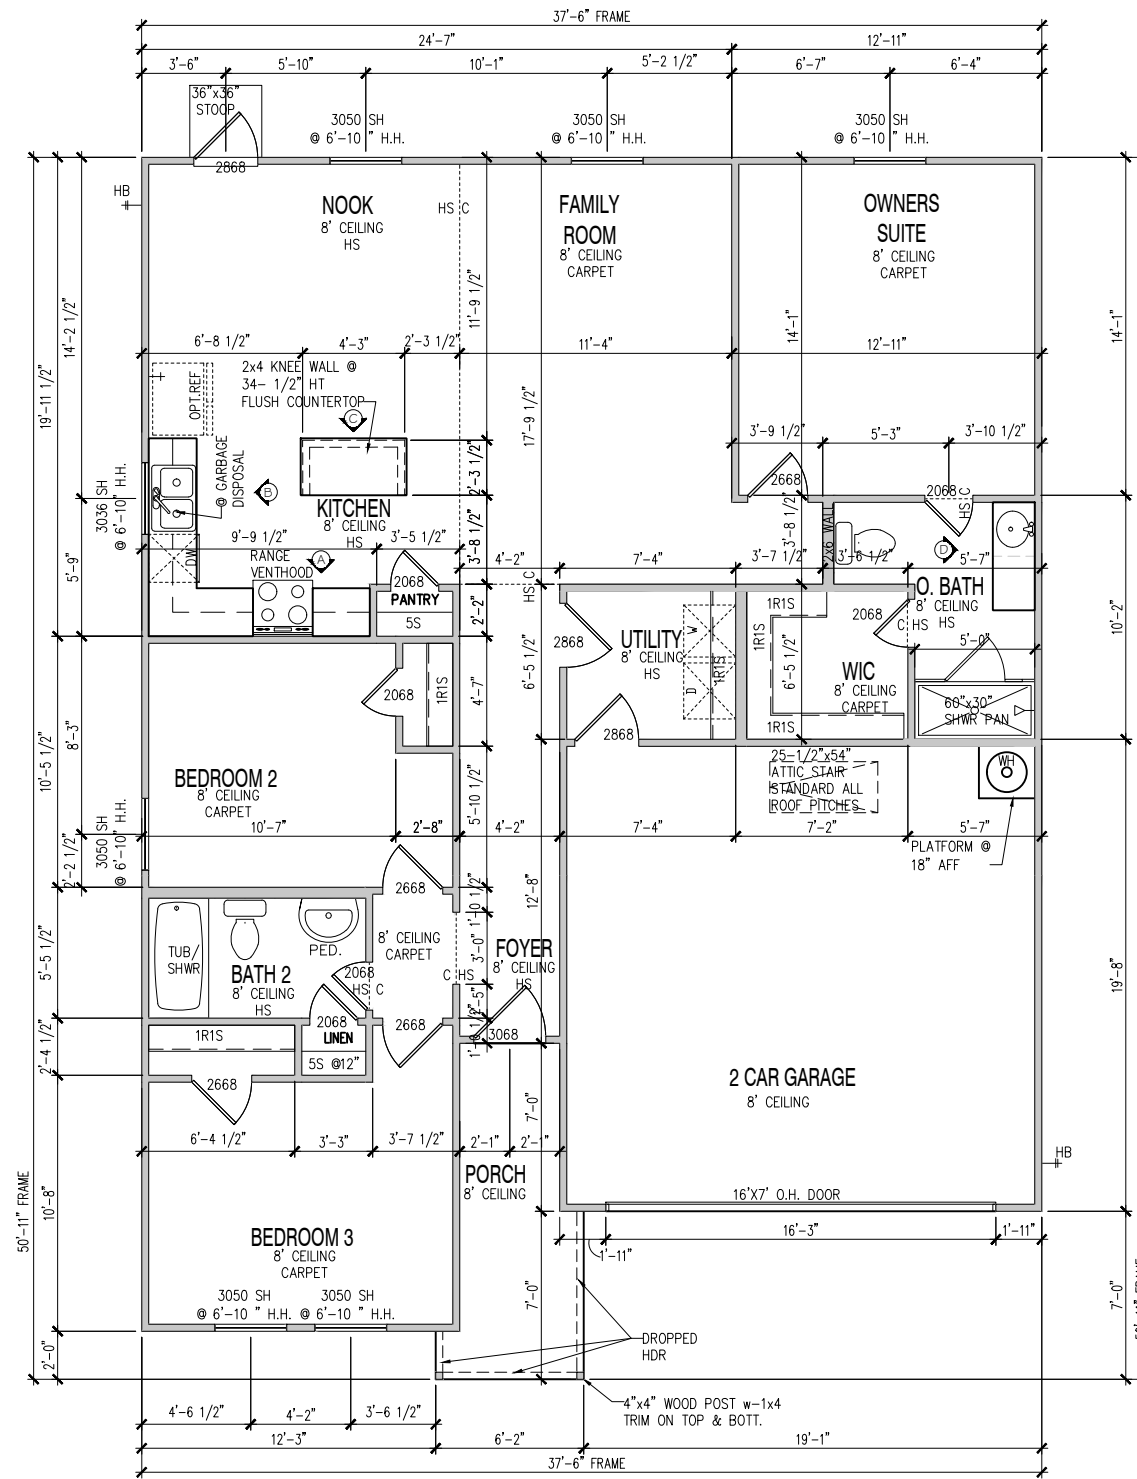 37'-6" FRAME
24'-7"
12'-11"
3'-6"
5'-10"
10'-1"
5'-2 1/2"
6'-7"
6'-4"
36"x36"
STOOP
3050 SH
@ 6'-10 " H.H.
3050 SH
@ 6'-10 " H.H.
3050 SH
@ 6'-10 " H.H.
2868
HB
NOOK
8' CEILING
HS
HS C
FAMILY
ROOM
8' CEILING
CARPET
OWNERS
SUITE
8' CEILING
CARPET
14'-2 1/2"
19'-11 1/2"
11'-9 1/2"
14'-1"
14'-1"
6'-8 1/2"
4'-3"
2'-3 1/2"
11'-4"
12'-11"
OPT.REF
2x4 KNEE WALL @
34- 1/2" HT
FLUSH COUNTERTOP
C
17'-9 1/2"
3'-9 1/2"
5'-3"
3'-10 1/2"
@ GARBAGE
DISPOSAL
B
2'-3 1/2"
2668
2068
HS C
3036 SH
@ 6'-10" H.H.
KITCHEN
8' CEILING
HS
3'-8 1/2"
3'-8 1/2"
2x6 WALL
D
9'-9 1/2"
3'-5 1/2"
4'-2"
7'-4"
3'-7 1/2"
3'-6 1/2"
5'-7"
5'-9"
DW
RANGE
VENTHOOD
A
2068
PANTRY
5S
2'-2"
HS C
O. BATH
8' CEILING
HS
10'-2"
1R1S
1R1S
2068
C HS
2868
6'-5 1/2"
UTILITY
8' CEILING
HS
W
D
1R1S
6'-5 1/2"
WIC
8' CEILING
CARPET
1R1S
5'-0"
60"x30"
SHWR PAN
2068
1R1S
4'-7"
2868
8'-3"
10'-5 1/2"
25-1/2"x54"
ATTIC STAIR
STANDARD ALL
ROOF PITCHES
WH
BEDROOM 2
8' CEILING
CARPET
5'-10 1/2"
10'-7"
2'-8"
4'-2"
7'-4"
7'-2"
5'-7"
3050 SH
@ 6'-10" H.H.
2'-2 1/2"
PLATFORM @
18" AFF
2668
1'-10 1/2"
12'-8"
TUB/
SHWR
PED.
8' CEILING
CARPET
FOYER
8' CEILING
HS
5'-5 1/2"
BATH 2
8' CEILING
HS
2068
HS C
C HS
3'-0"
19'-8"
2068
LINEN
5S @12"
2668
3068
1R1S
2'-4 1/2"
2668
2 CAR GARAGE
8' CEILING
7'-0"
6'-4 1/2"
3'-3"
3'-7 1/2"
2'-1"
2'-1"
HB
PORCH
8' CEILING
50'-11" FRAME
10'-8"
16'X7' O.H. DOOR
BEDROOM 3
8' CEILING
CARPET
16'-3"
1'-11"
1'-11"
3050 SH
@ 6'-10 " H.H.
3050 SH
@ 6'-10 " H.H.
7'-0"
7'-0"
2'-0"
DROPPED
HDR
4"x4" WOOD POST w-1x4
TRIM ON TOP & BOTT.
4'-6 1/2"
4'-2"
3'-6 1/2"
12'-3"
6'-2"
19'-1"
37'-6" FRAME